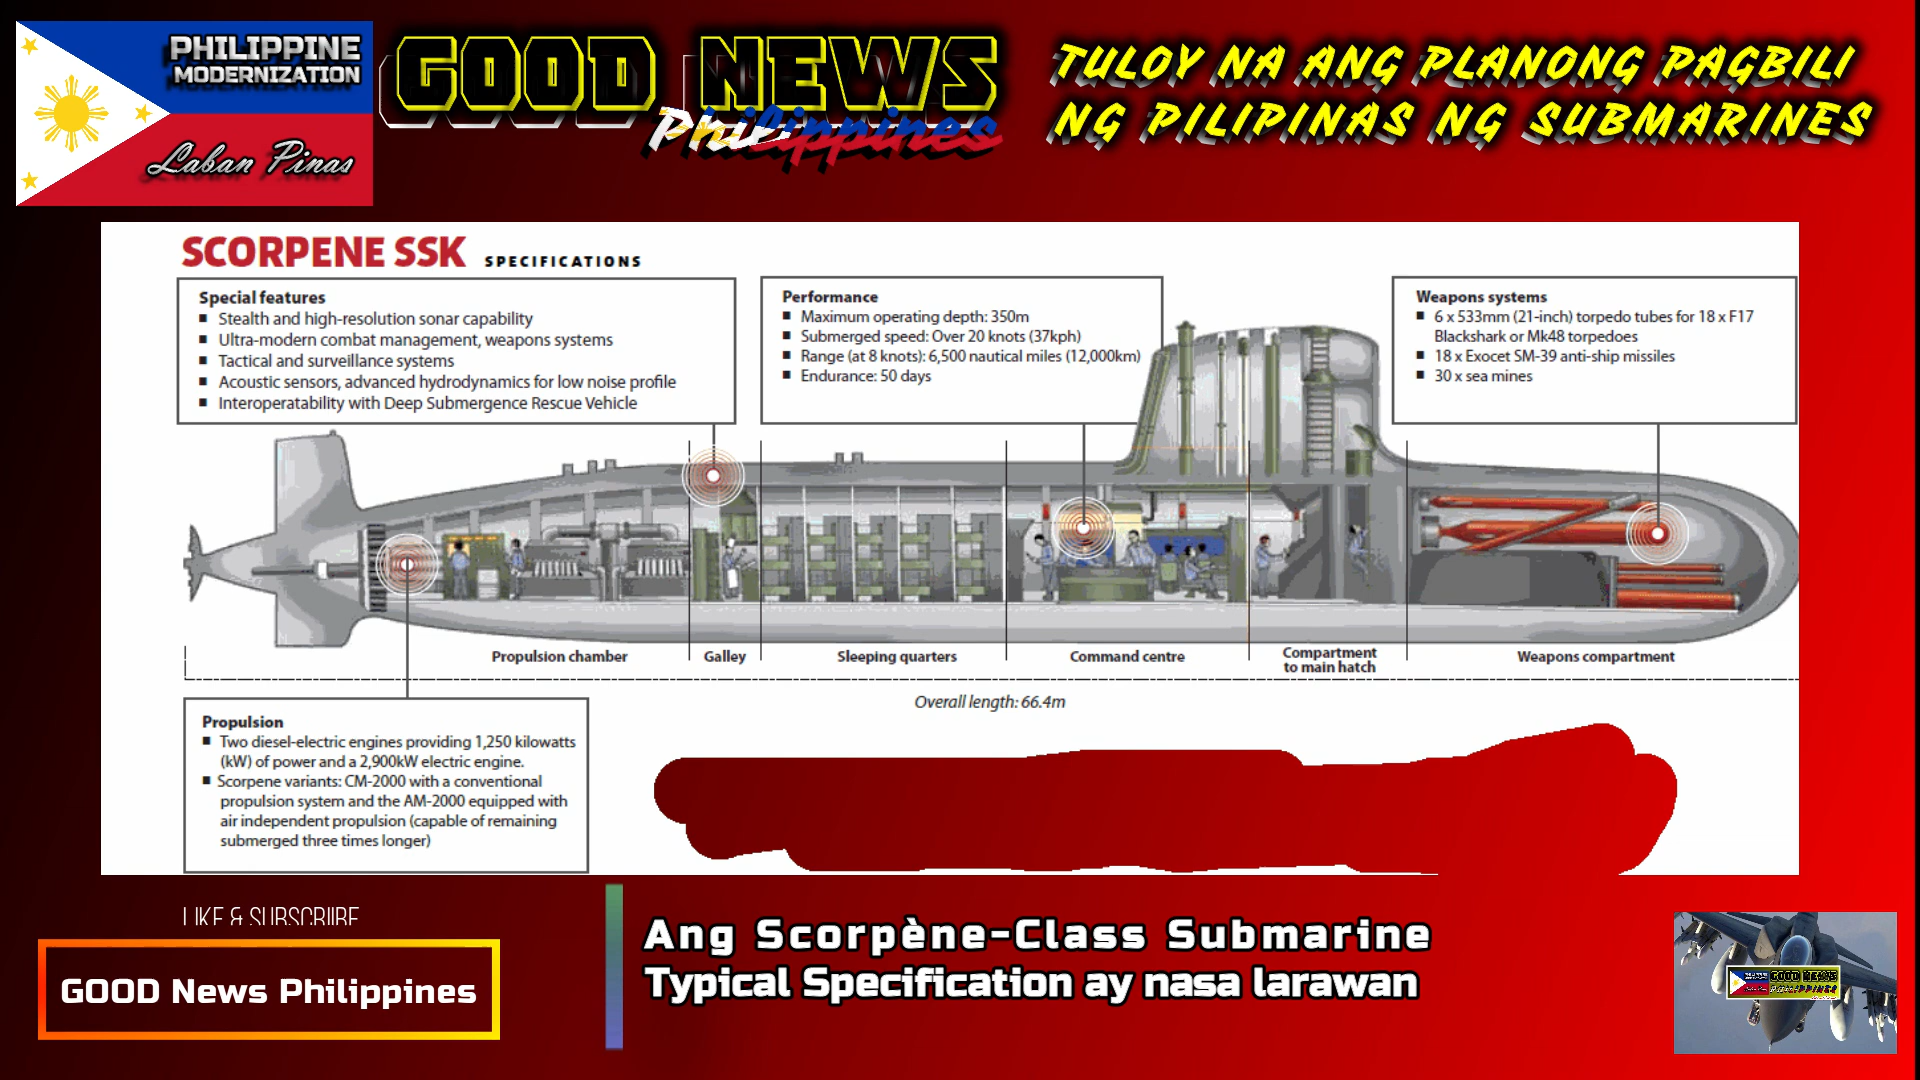 PHILIPPINE
MODERNIZATION
Laban Pinas
GOOD NEWS
Philippines
TULOY NA ANG PLANONG PAGBILI
NG PILIPINAS NG SUBMARINES
SCORPENE SSK SPECIFICATIONS
Special features
Stealth and high-resolution sonar capability
Ultra-modern combat management, weapons systems
Tactical and surveillance systems
Acoustic sensors, advanced hydrodynamics for low noise profile
Interoperatability with Deep Submergence Rescue Vehicle
Performance
Maximum operating depth: 350m
Submerged speed: Over 20 knots (37kph)
Range (at 8 knots): 6,500 nautical miles (12,000km)
Endurance: 50 days
Weapons systems
6 x 533mm (21-inch) torpedo tubes for 18 x F17
Blackshark or Mk48 torpedoes
18 x Exocet SM-39 anti-ship missiles
30 x sea mines
Propulsion chamber
Galley
Sleeping quarters
Command centre
Compartment
to main hatch
Weapons compartment
Overall length: 66.4m
Propulsion
Two diesel-electric engines providing 1,250 kilowatts
(kW) of power and a 2,900kW electric engine.
Scorpene variants: CM-2000 with a conventional
propulsion system and the AM-2000 equipped with
air independent propulsion (capable of remaining
submerged three times longer)
LIKE & SUBSCRIBE
GOOD News Philippines
Ang Scorpène-Class Submarine
Typical Specification ay nasa larawan
GOOD NEWS